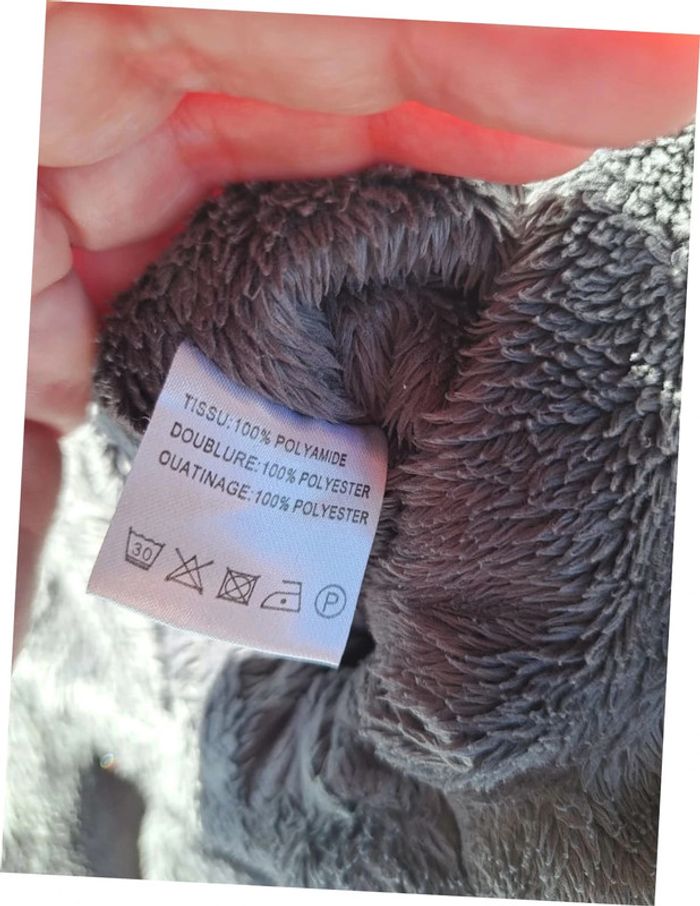 TISSU:100% POLYAMIDE
DOUBLURE:100% POLYESTER
OUATINAGE:100% POLYESTER
30 P